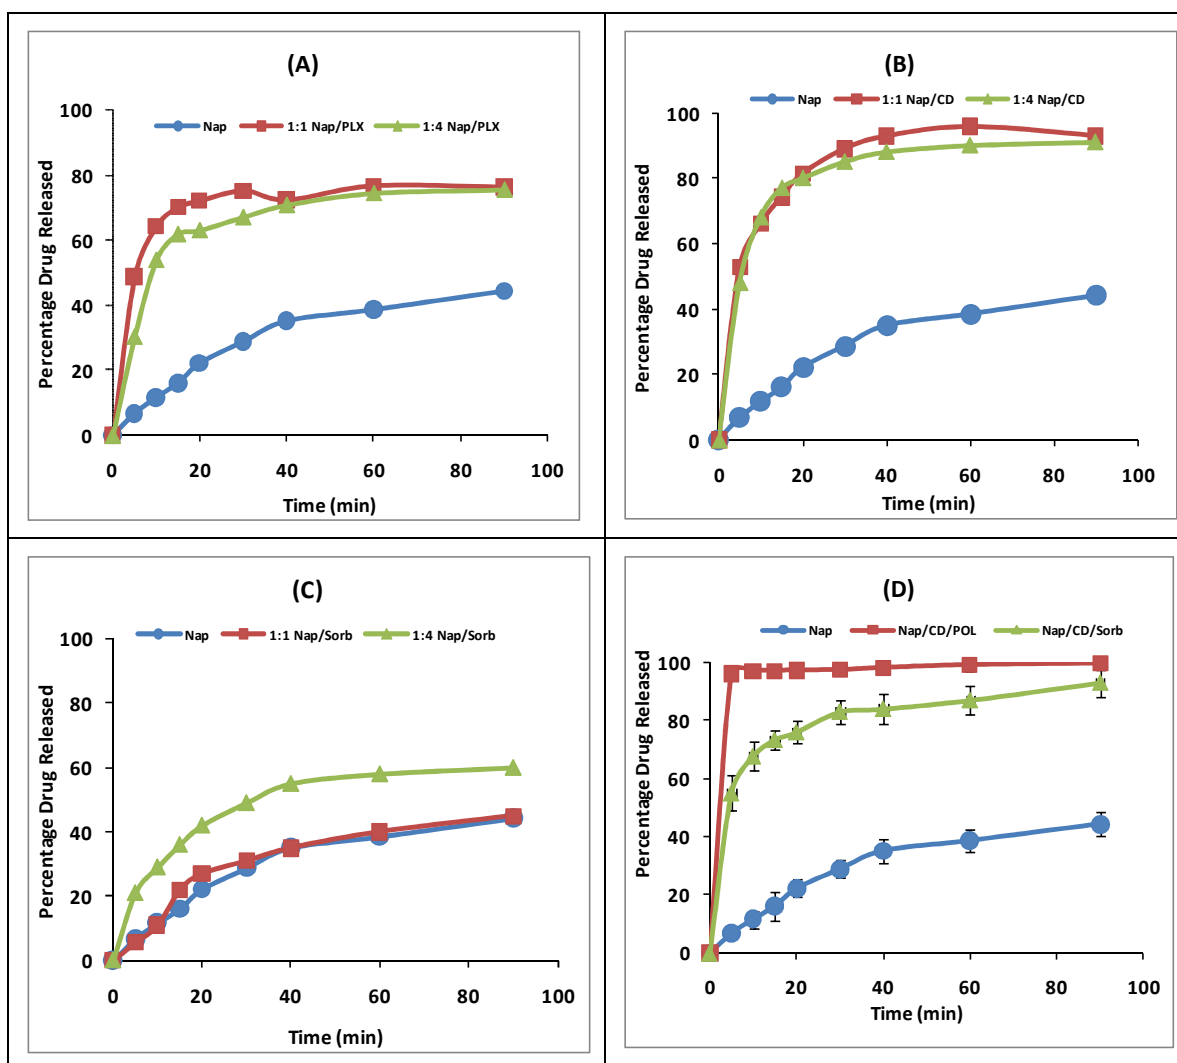 (A)
Nap 1:1 Nap/PLX 1:4 Nap/PLX
Percentage Drug Released
100
80
60
40
20
0
0 20 40 60 80 100
Time (min)
(B)
Nap 1:1 Nap/CD 1:4 Nap/CD
Percentage Drug Released
100
80
60
40
20
0
0 20 40 60 80 100
Time (min)
(C)
Nap 1:1 Nap/Sorb 1:4 Nap/Sorb
Percentage Drug Released
100
80
60
40
20
0
0 20 40 60 80 100
Time (min)
(D)
Nap Nap/CD/POL Nap/CD/Sorb
Percentage Drug Released
100
80
60
40
20
0
0 20 40 60 80 100
Time (min)